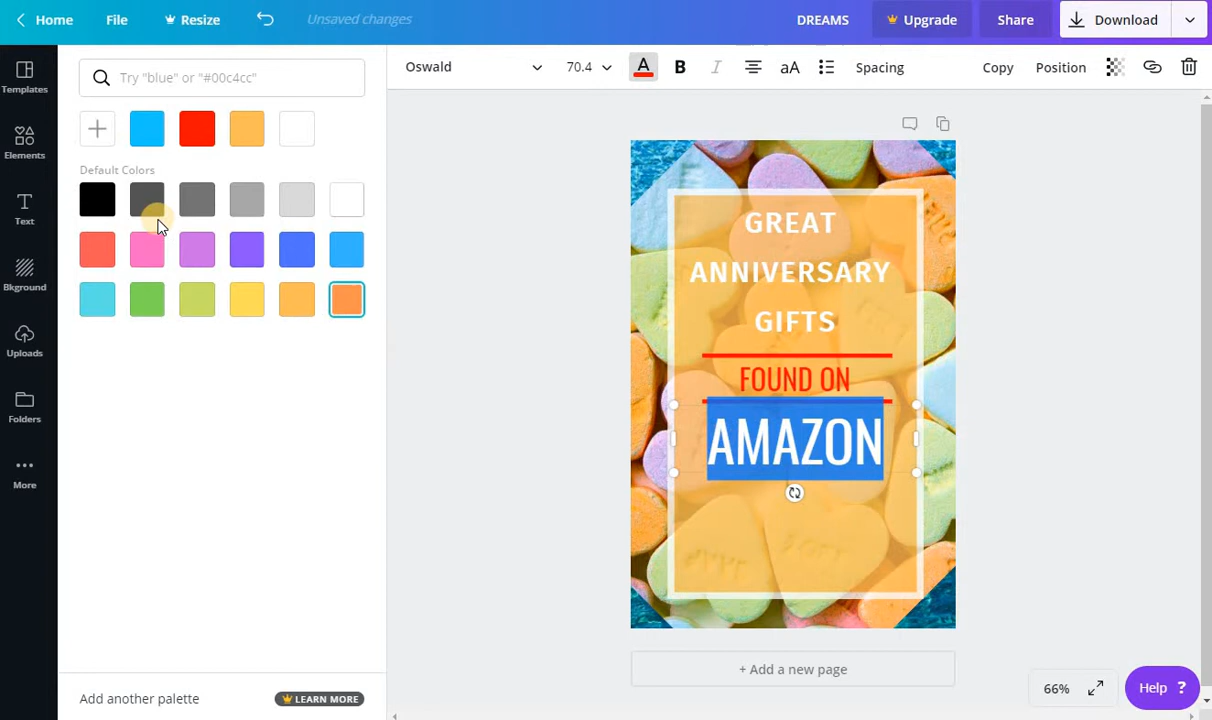 Home
File
Resize
Unsaved changes
DREAMS
Upgrade
Share
Download
Templates
Elements
Text
Bkground
Uploads
Folders
More
Try "blue" or "#00c4cc"
Default Colors
Add another palette
LEARN MORE
Oswald
70.4
A
B
I
aA
Spacing
Copy
Position
GREAT
ANNIVERSARY
GIFTS
FOUND ON
AMAZON
+ Add a new page
66%
Help ?